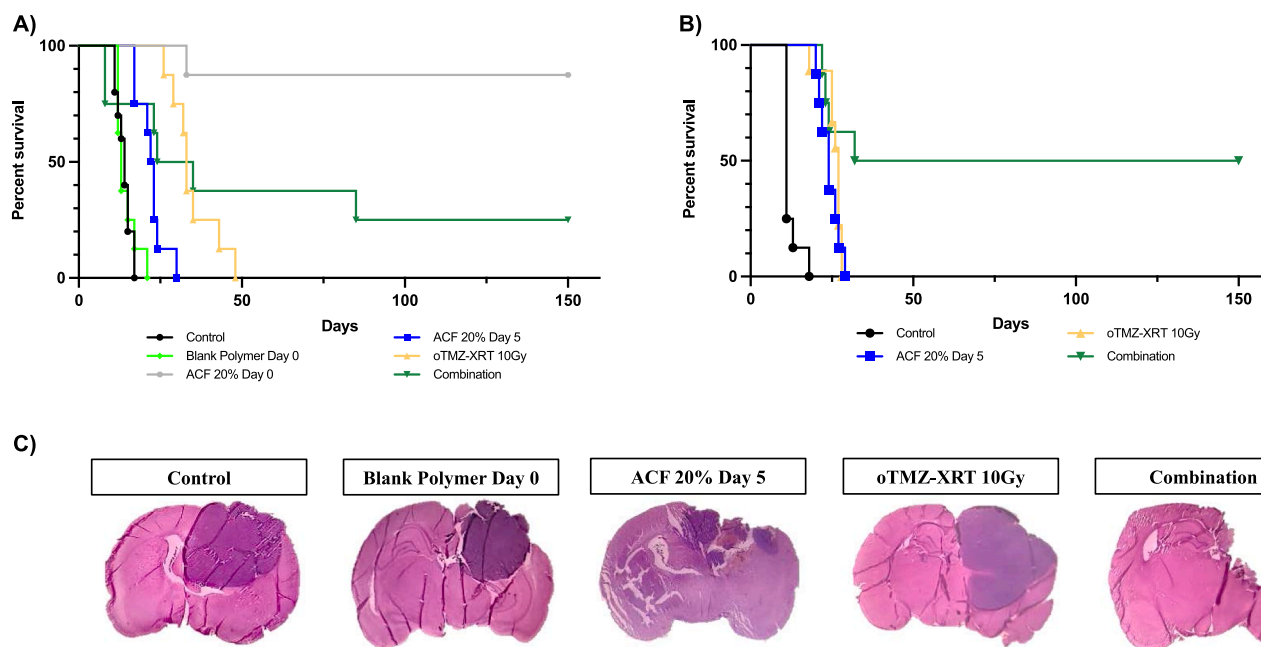 A)
100
50
0
Percent survival
0
50
100
150
Days
Control
Blank Polymer Day 0
ACF 20% Day 0
ACF 20% Day 5
oTMZ-XRT 10Gy
Combination
B)
100
50
0
Percent survival
0
50
100
150
Days
Control
ACF 20% Day 5
oTMZ-XRT 10Gy
Combination
C)
Control
Blank Polymer Day 0
ACF 20% Day 5
oTMZ-XRT 10Gy
Combination